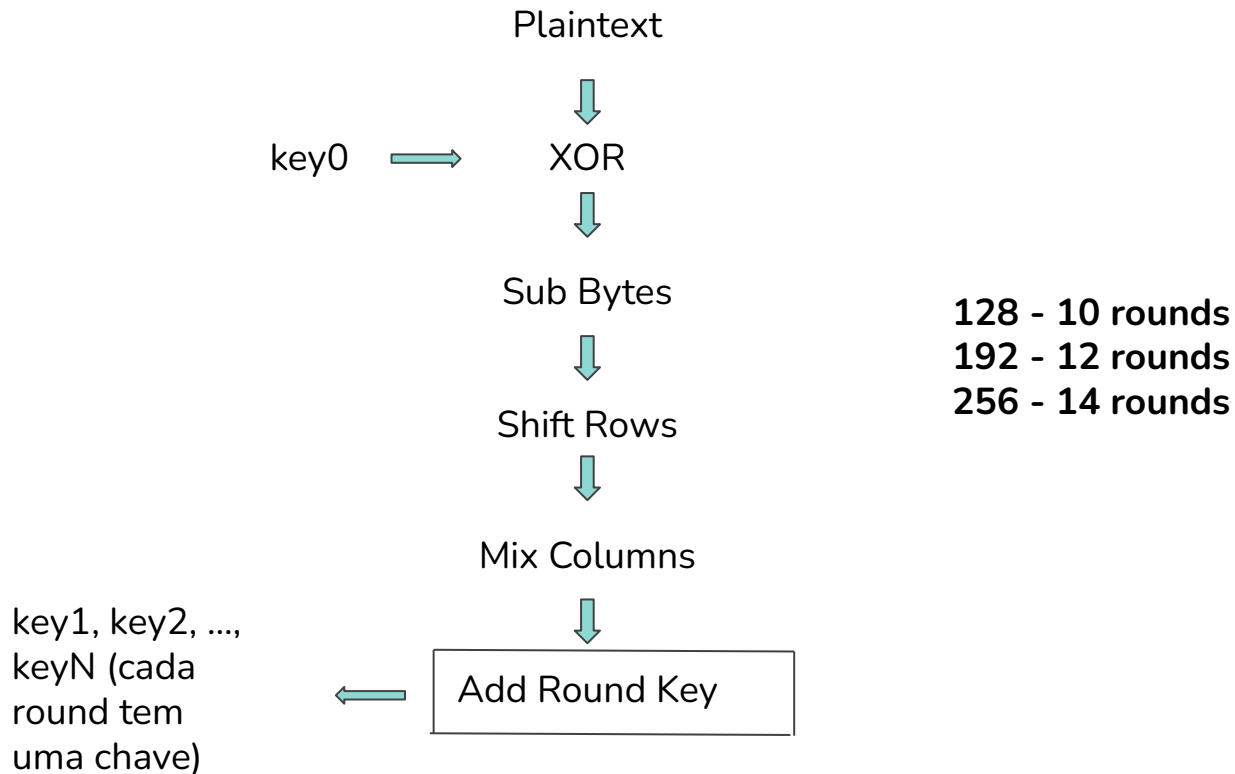 Plaintext
key0
XOR
Sub Bytes
128 - 10 rounds
192 - 12 rounds
256 - 14 rounds
Shift Rows
Mix Columns
key1, key2, ...,
keyN (cada
round tem
uma chave)
Add Round Key